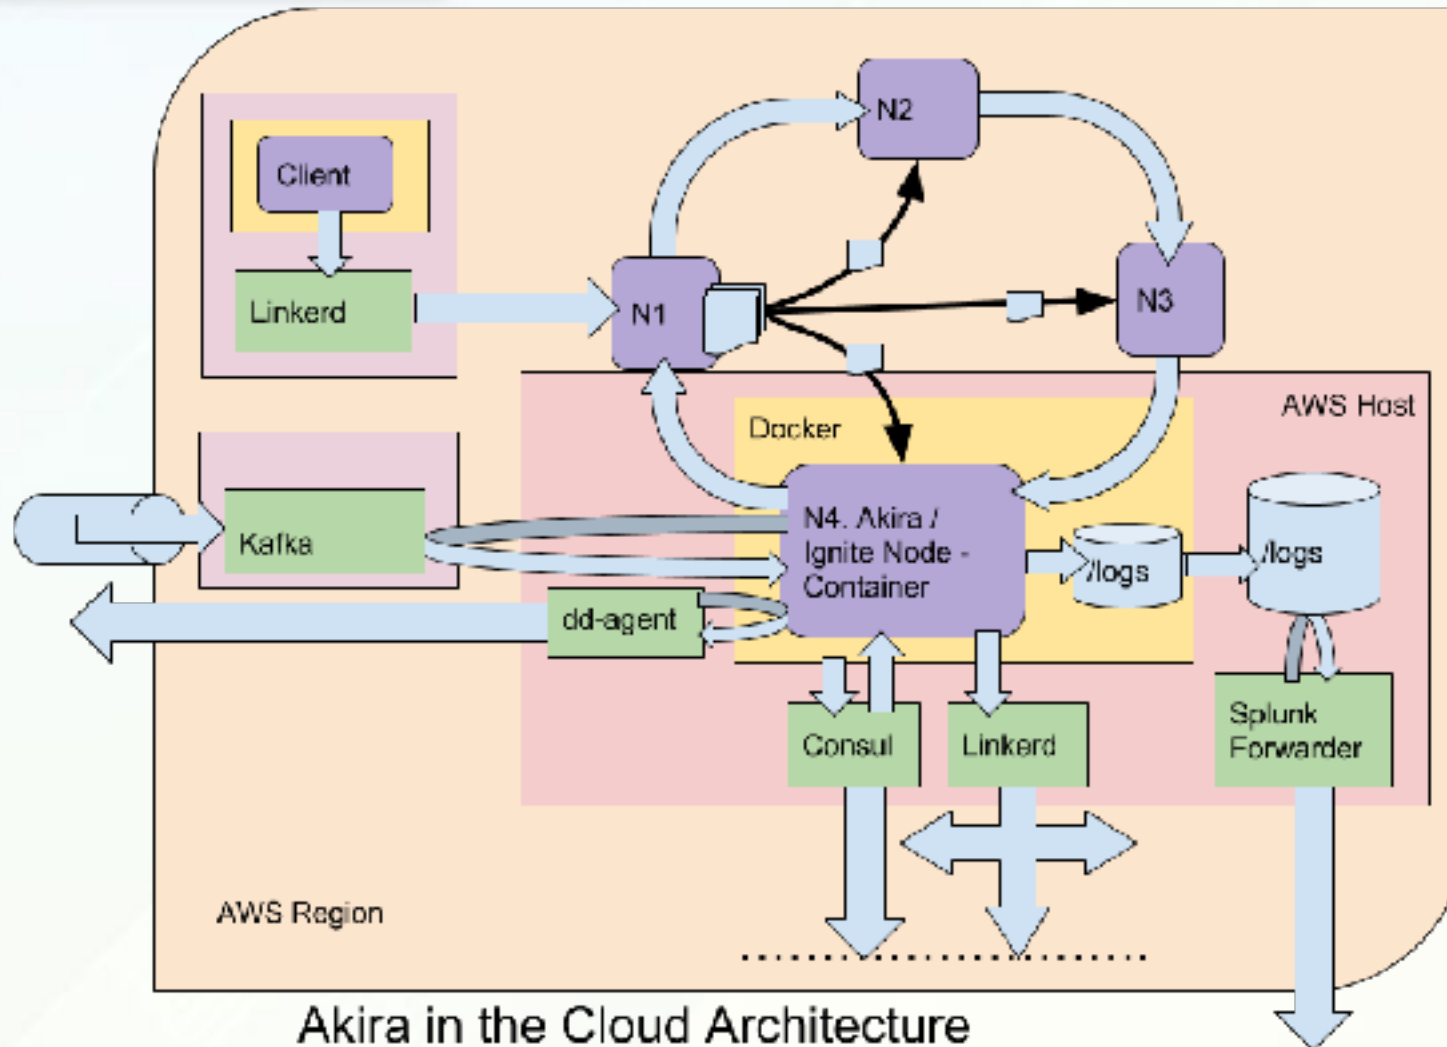 N2
Client
Linkerd
N1
N3
AWS Host
Docker
Kafka
N4. Akira /
Ignite Node -
Container
/logs
/logs
dd-agent
Consul
Linkerd
Splunk
Forwarder
AWS Region
Akira in the Cloud Architecture